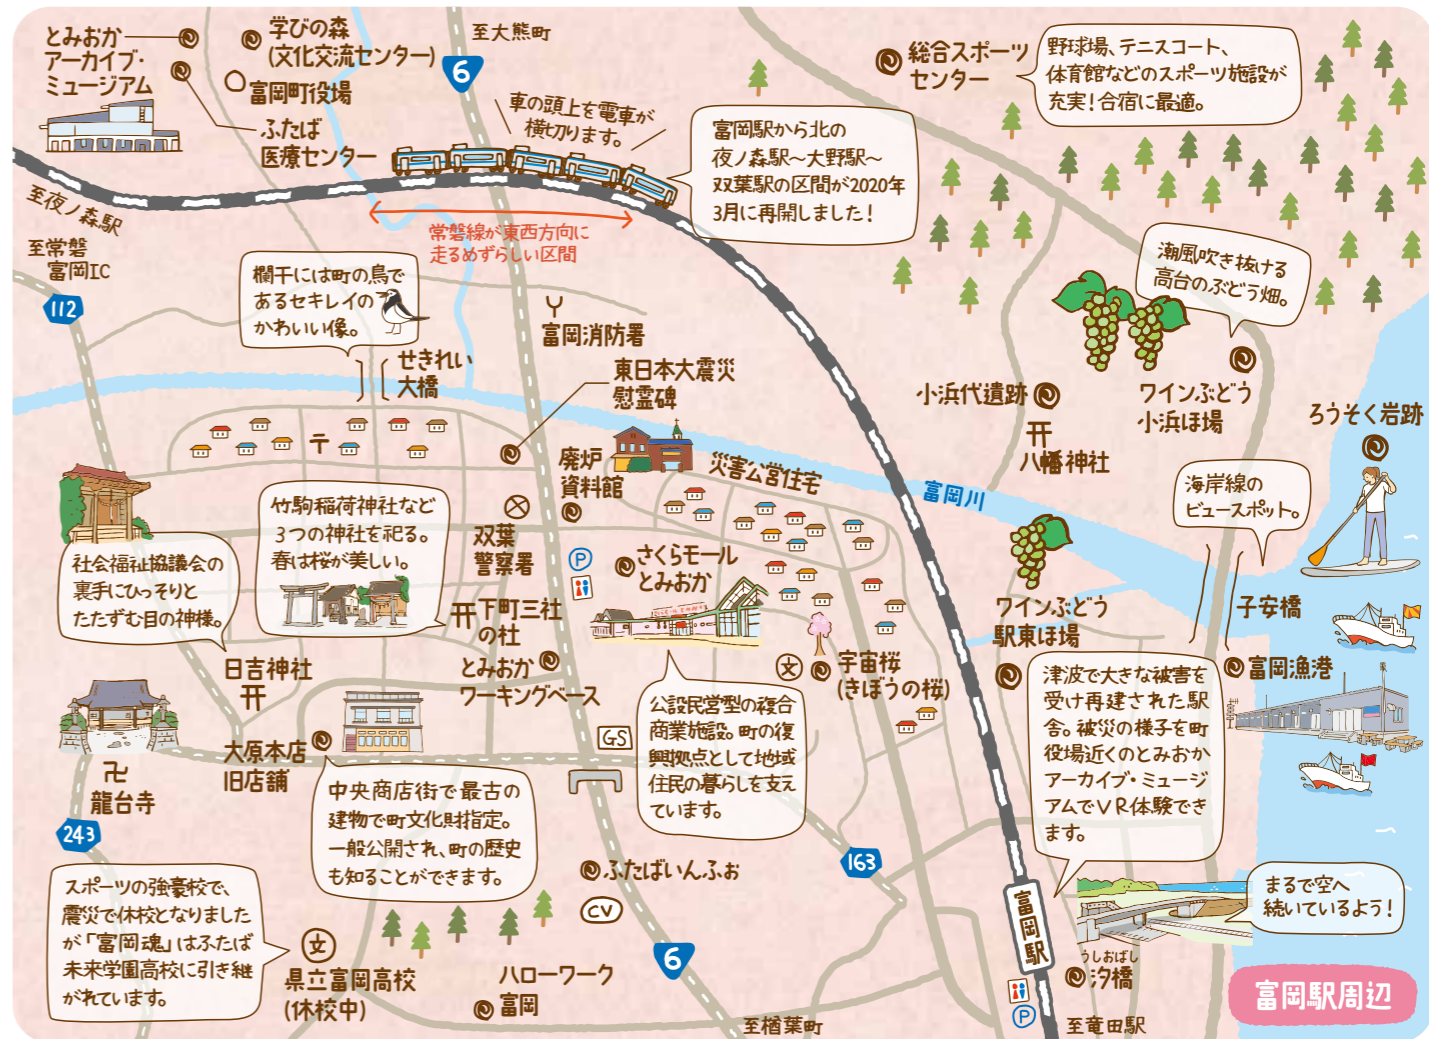 とみおか
アーカイブ・
ミュージアム
学びの森
(文化交流センター)
富岡町役場
ふたば
医療センター
至大熊町
6
車の頭上を電車が
横切ります。
富岡駅から北の
夜ノ森駅〜大野駅〜
双葉駅の区間が2020年
3月に再開しました！
総合スポーツ
センター
野球場、テニスコート、
体育館などのスポーツ施設が
充実！合宿に最適。
至夜ノ森駅
常磐線が東西方向に
走るめずらしい区間
至常磐
富岡IC
112
欄干には町の鳥で
あるセキレイの
かわいい像。
せきれい
大橋
富岡消防署
東日本大震災
慰霊碑
潮風吹き抜ける
高台のぶどう畑。
ワインぶどう
小浜ほ場
小浜代遺跡
八幡神社
ろうそく岩跡
海岸線の
ビュースポット。
子安橋
富岡川
災害公営住宅
廃炉
資料館
双葉
警察署
P
さくらモール
とみおか
社会福祉協議会の
裏手にひっそりと
たたずむ目の神様。
竹駒稲荷神社など
3つの神社を祀る。
春は桜が美しい。
下町三社
の社
とみおか
ワーキングベース
日吉神社
文
宇宙桜
(きぼうの桜)
ワインぶどう
駅東ほ場
富岡漁港
津波で大きな被害を
受け再建された駅
舎。被災の様子を町
役場近くのとみおか
アーカイブ・ミュージ
アムでVR体験でき
ます。
公設民営型の複合
商業施設。町の復
興拠点として地域
住民の暮らしを支え
ています。
GS
大原本店
旧店舗
龍台寺
中央商店街で最古の
建物で町文化財指定。
一般公開され、町の歴史
も知ることができます。
243
163
ふたばいんふぉ
CV
スポーツの強豪校で、
震災で休校となりました
が「富岡魂」はふたば
未来学園高校に引き継
がれています。
文
県立富岡高校
(休校中)
ハローワーク
富岡
6
至楢葉町
富岡駅
P
まるで空へ
続いているよう！
うしおばし
汐橋
至竜田駅
富岡駅周辺